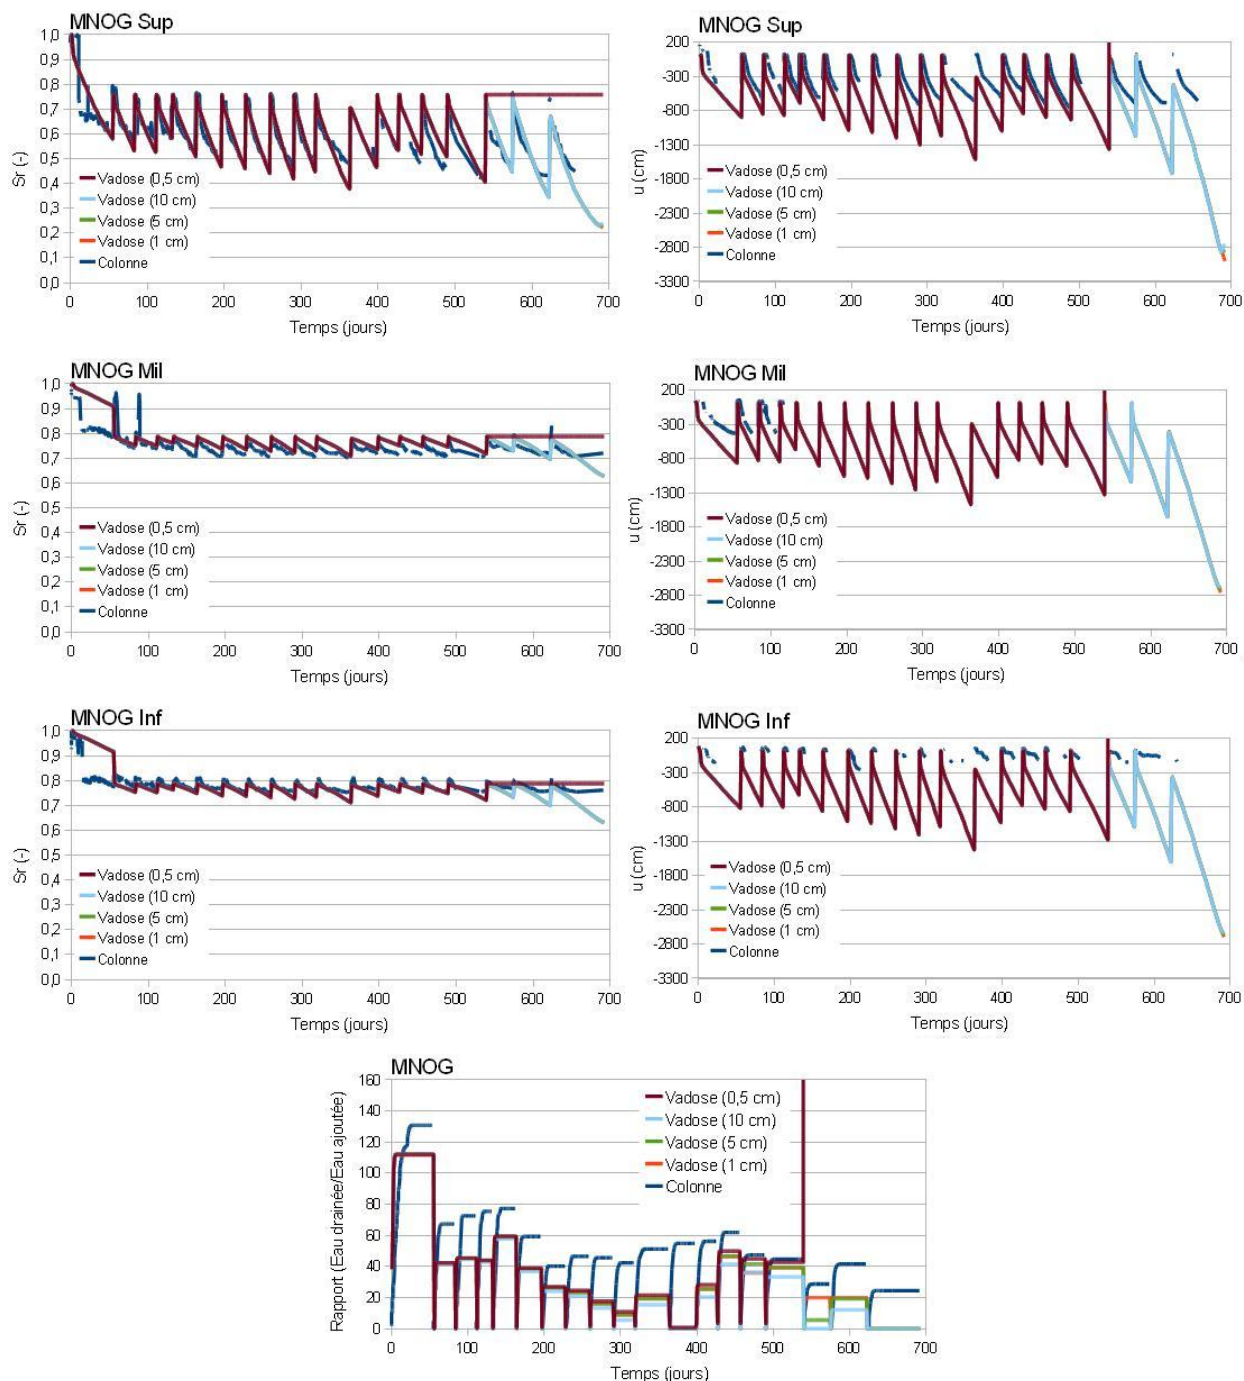 MNOG Sup
1,0
0,9
0,8
0,7
0,6
0,5
0,4
0,3
0,2
0,1
0,0
Sr (-)
Vadose (0,5 cm)
Vadose (10 cm)
Vadose (5 cm)
Vadose (1 cm)
Colonne
0 100 200 300 400 500 600 700
Temps (jours)
MNOG Sup
200
-300
-800
-1300
-1800
-2300
-2800
-3300
u (cm)
Vadose (0,5 cm)
Vadose (10 cm)
Vadose (5 cm)
Vadose (1 cm)
Colonne
0 100 200 300 400 500 600 700
Temps (jours)
MNOG Mil
1,0
0,9
0,8
0,7
0,6
0,5
0,4
0,3
0,2
0,1
0,0
Sr (-)
Vadose (0,5 cm)
Vadose (10 cm)
Vadose (5 cm)
Vadose (1 cm)
Colonne
0 100 200 300 400 500 600 700
Temps (jours)
MNOG Mil
200
-300
-800
-1300
-1800
-2300
-2800
-3300
u (cm)
Vadose (0,5 cm)
Vadose (10 cm)
Vadose (5 cm)
Vadose (1 cm)
Colonne
0 100 200 300 400 500 600 700
Temps (jours)
MNOG Inf
1,0
0,9
0,8
0,7
0,6
0,5
0,4
0,3
0,2
0,1
0,0
Sr (-)
Vadose (0,5 cm)
Vadose (10 cm)
Vadose (5 cm)
Vadose (1 cm)
Colonne
0 100 200 300 400 500 600 700
Temps (jours)
MNOG Inf
200
-300
-800
-1300
-1800
-2300
-2800
-3300
u (cm)
Vadose (0,5 cm)
Vadose (10 cm)
Vadose (5 cm)
Vadose (1 cm)
Colonne
0 100 200 300 400 500 600 700
Temps (jours)
MNOG
160
140
120
100
80
60
40
20
0
Rapport (Eau drainée/Eau ajoutée)
Vadose (0,5 cm)
Vadose (10 cm)
Vadose (5 cm)
Vadose (1 cm)
Colonne
0 100 200 300 400 500 600 700
Temps (jours)